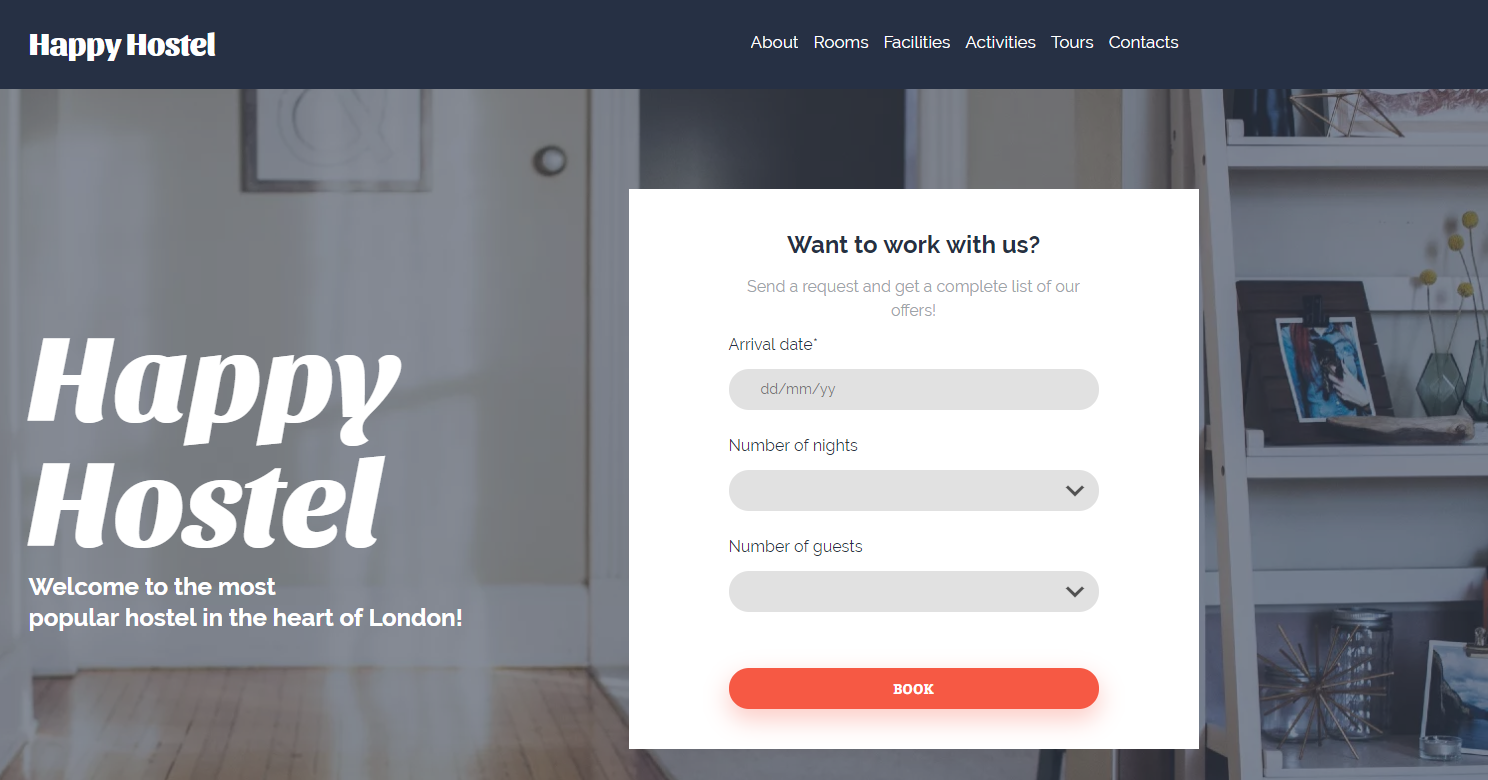 Happy Hostel
About Rooms Facilities Activities Tours Contacts
Happy
Hostel
Welcome to the most
popular hostel in the heart of London!
Want to work with us?
Send a request and get a complete list of our
offers!
Arrival date*
dd/mm/yy
Number of nights
Number of guests
BOOK